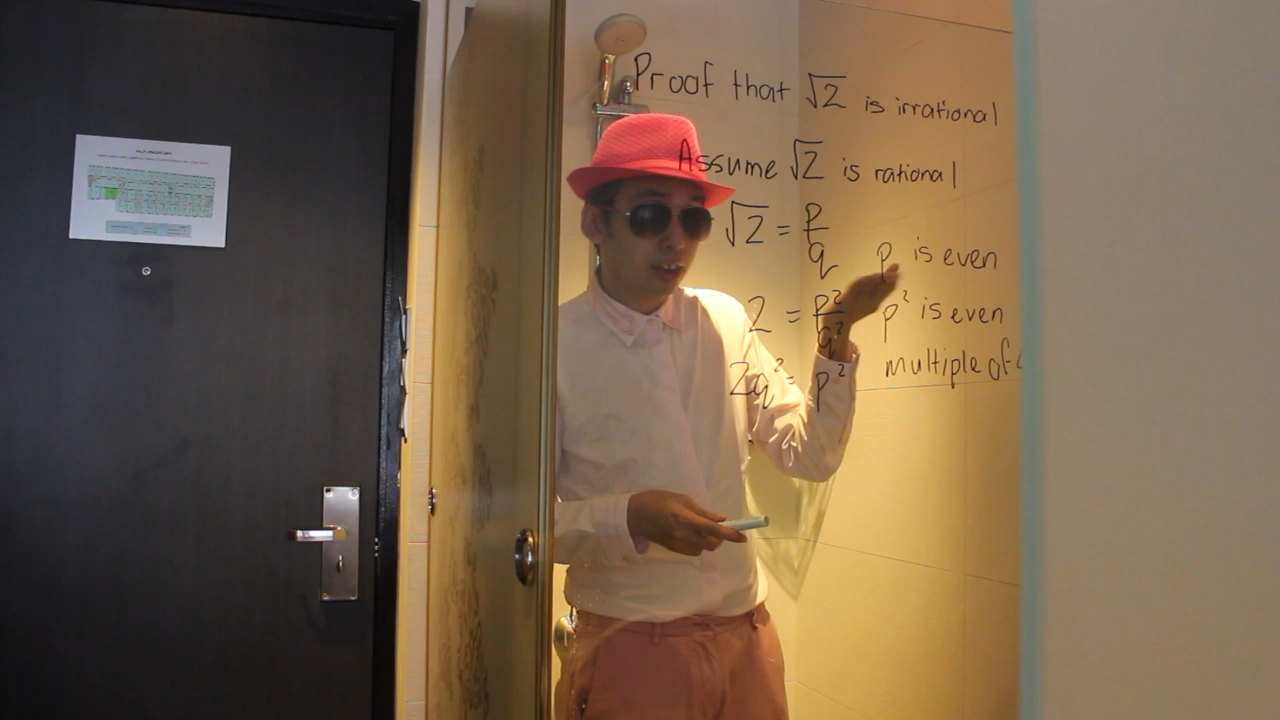 Proof that √2 is irrational
Assume √2 is rational
√2 = p/q
p is even
2 = p²/q²
p² is even
2q² = p²
multiple of